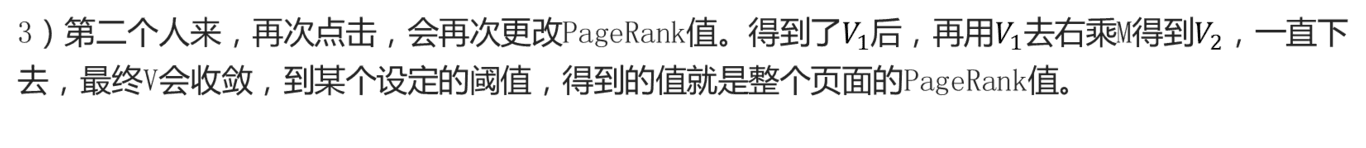 3）第二个人来，再次点击，会再次更改PageRank值。得到了V₁后，再用V₁去右乘M得到V₂，一直下
去，最终V会收敛，到某个设定的阈值，得到的值就是整个页面的PageRank值。